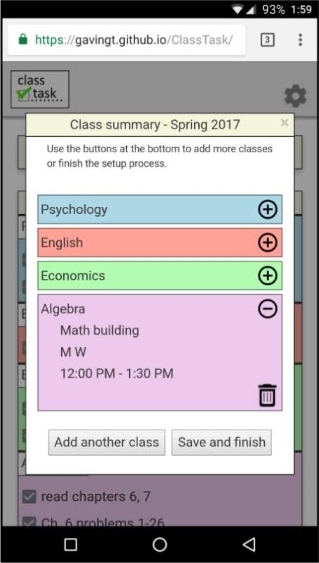 93% 1:59
https://gavingt.github.io/ClassTask/
3
class
task
Class summary - Spring 2017
×
Use the buttons at the bottom to add more classes
or finish the setup process.
Psychology
English
Economics
Algebra
Math building
M W
12:00 PM - 1:30 PM
Add another class
Save and finish
read chapters 6, 7
Ch. 6 problems 1-26